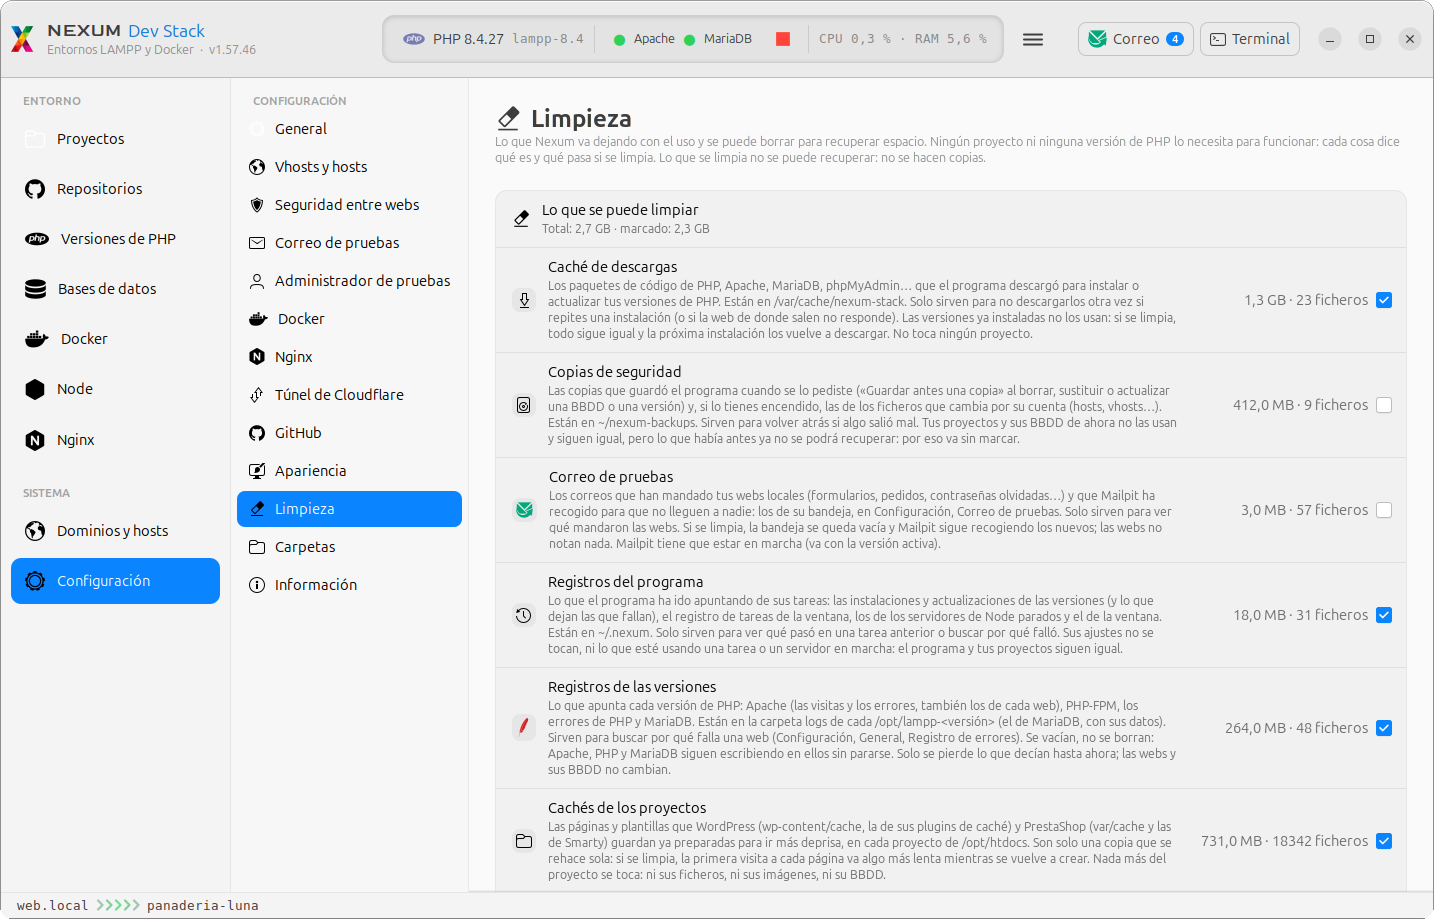 NEXUM Dev Stack
Entornos LAMPP y Docker · v1.57.46
php PHP 8.4.27 lampp-8.4
Apache MariaDB
CPU 0,3 % · RAM 5,6 %
Correo 4
Terminal
ENTORNO
Proyectos
Repositorios
php Versiones de PHP
Bases de datos
Docker
Node
Nginx
SISTEMA
Dominios y hosts
Configuración
CONFIGURACIÓN
General
Vhosts y hosts
Seguridad entre webs
Correo de pruebas
Administrador de pruebas
Docker
Nginx
Túnel de Cloudflare
GitHub
Apariencia
Limpieza
Carpetas
Información
Limpieza
Lo que Nexum va dejando con el uso y se puede borrar para recuperar espacio. Ningún proyecto ni ninguna versión de PHP lo necesita para funcionar: cada cosa dice
qué es y qué pasa si se limpia. Lo que se limpia no se puede recuperar: no se hacen copias.
Lo que se puede limpiar
Total: 2,7 GB · marcado: 2,3 GB
Caché de descargas
Los paquetes de código de PHP, Apache, MariaDB, phpMyAdmin... que el programa descargó para instalar o
actualizar tus versiones de PHP. Están en /var/cache/nexum-stack. Solo sirven para no descargarlos otra vez si
repites una instalación (o si la web de donde salen no responde). Las versiones ya instaladas no los usan: si se limpia,
todo sigue igual y la próxima instalación los vuelve a descargar. No toca ningún proyecto.
1,3 GB · 23 ficheros
Copias de seguridad
Las copias que guardó el programa cuando se lo pediste («Guardar antes una copia» al borrar, sustituir o actualizar
una BBDD o una versión) y, si lo tienes encendido, las de los ficheros que cambia por su cuenta (hosts, vhosts...).
Están en ~/nexum-backups. Sirven para volver atrás si algo salió mal. Tus proyectos y sus BBDD de ahora no las usan
y siguen igual, pero lo que había antes ya no se podrá recuperar: por eso va sin marcar.
412,0 MB · 9 ficheros
Correo de pruebas
Los correos que han mandado tus webs locales (formularios, pedidos, contraseñas olvidadas...) y que Mailpit ha
recogido para que no lleguen a nadie: los de su bandeja, en Configuración, Correo de pruebas. Solo sirven para ver
qué mandaron las webs. Si se limpia, la bandeja se queda vacía y Mailpit sigue recogiendo los nuevos; las webs no
notan nada. Mailpit tiene que estar en marcha (va con la versión activa).
3,0 MB · 57 ficheros
Registros del programa
Lo que el programa ha ido apuntando de sus tareas: las instalaciones y actualizaciones de las versiones (y lo que
dejan las que fallan), el registro de tareas de la ventana, los de los servidores de Node parados y el de la ventana.
Están en ~/.nexum. Solo sirven para ver qué pasó en una tarea anterior o buscar por qué falló. Sus ajustes no se
tocan, ni lo que esté usando una tarea o un servidor en marcha: el programa y tus proyectos siguen igual.
18,0 MB · 31 ficheros
Registros de las versiones
Lo que apunta cada versión de PHP: Apache (las visitas y los errores, también los de cada web), PHP-FPM, los
errores de PHP y MariaDB. Están en la carpeta logs de cada /opt/lampp-<versión> (el de MariaDB, con sus datos).
Sirven para buscar por qué falla una web (Configuración, General, Registro de errores). Se vacían, no se borran:
Apache, PHP y MariaDB siguen escribiendo en ellos sin pararse. Solo se pierde lo que decían hasta ahora; las webs y
sus BBDD no cambian.
264,0 MB · 48 ficheros
Cachés de los proyectos
Las páginas y plantillas que WordPress (wp-content/cache, la de sus plugins de caché) y PrestaShop (var/cache y las
de Smarty) guardan ya preparadas para ir más deprisa, en cada proyecto de /opt/htdocs. Son solo una copia que se
rehace sola: si se limpia, la primera visita a cada página va algo más lenta mientras se vuelve a crear. Nada más del
proyecto se toca: ni sus ficheros, ni sus imágenes, ni su BBDD.
731,0 MB · 18342 ficheros
web.local panaderia-luna